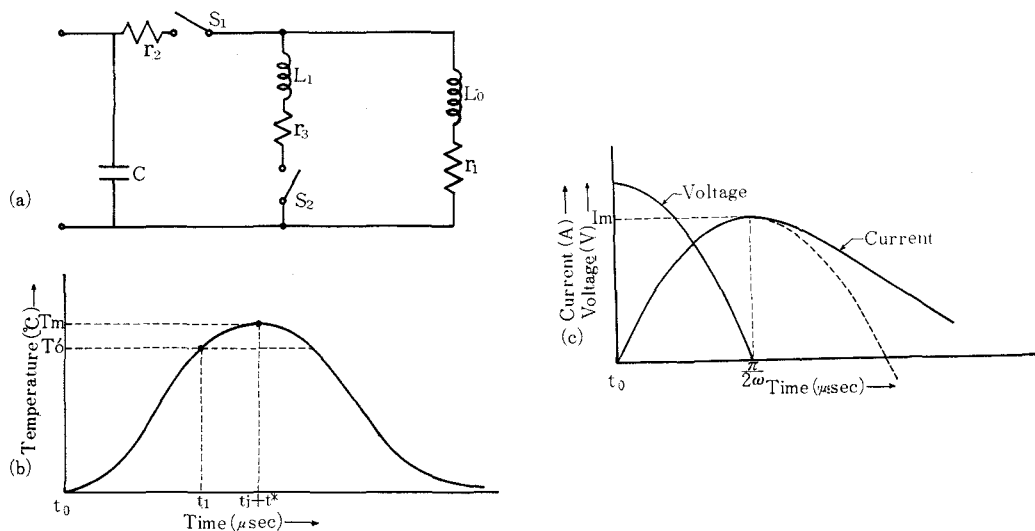 S1
r2
L1
L0
r3
r1
C
S2
(a)
Temperature(℃)
Tm
T0
t0
t1
t1+t*
Time(μsec)
(b)
Current(A)
Voltage(V)
Im
Voltage
Current
t0
π
2ω
Time(μsec)
(c)